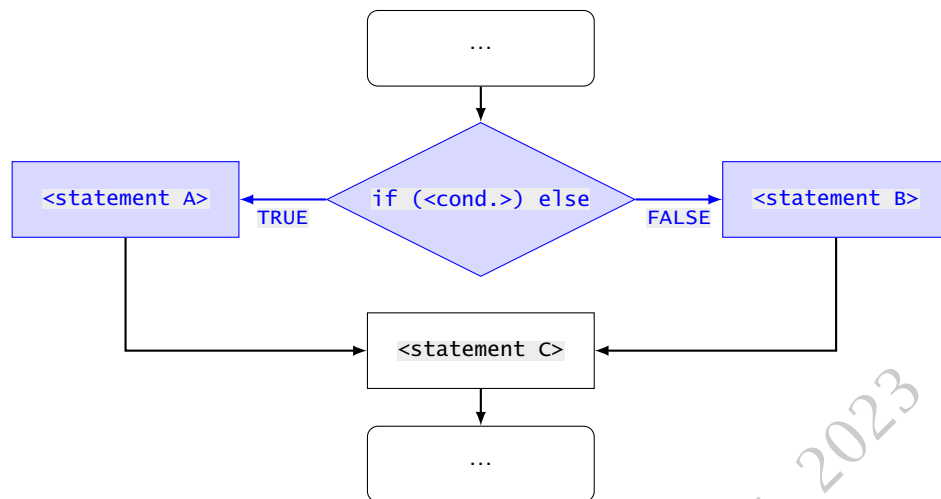 ...
<statement A>
if (<cond.>) else
<statement B>
TRUE
FALSE
<statement C>
...
2023